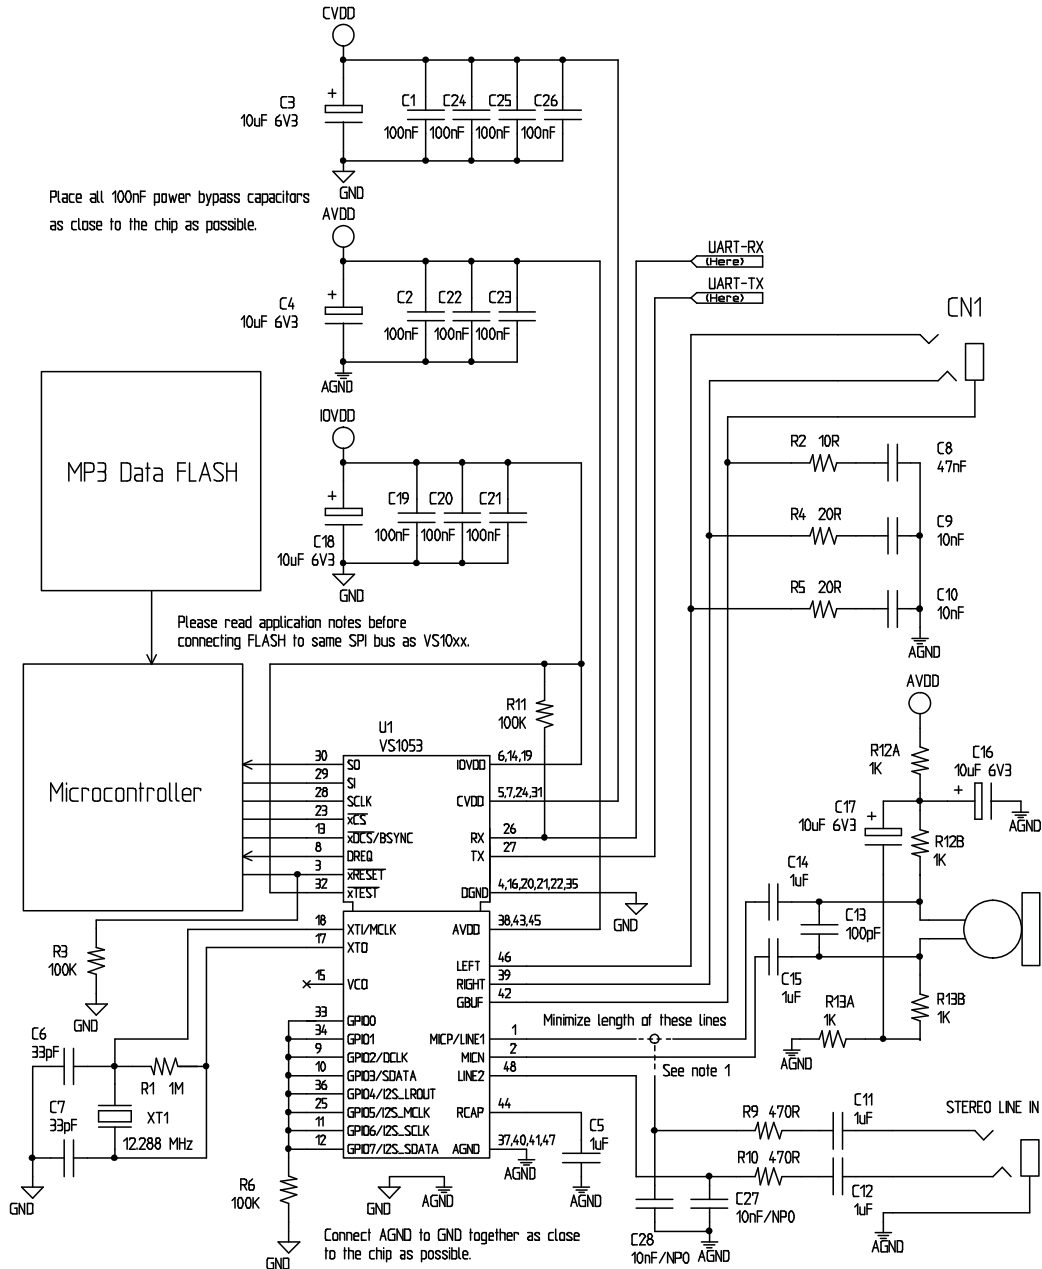 CVDD
C3
10uF 6V3
+
C1
C24
C25
C26
100nF
100nF
100nF
100nF
GND
Place all 100nF power bypass capacitors
as close to the chip as possible.
AVDD
C4
10uF 6V3
+
C2
C22
C23
100nF
100nF
100nF
AGND
UART-RX
(Here)
UART-TX
(Here)
CN1
IOVDD
+
C18
10uF 6V3
C19
C20
C21
100nF
100nF
100nF
GND
MP3 Data FLASH
R2 10R
C8
47nF
R4 20R
C9
10nF
R5 20R
C10
10nF
AGND
Please read application notes before
connecting FLASH to same SPI bus as VS10xx.
Microcontroller
R11
100K
U1
VS1053
30 SO
29 SI
28 SCLK
23 xCS
13 xDCS/BSYNC
8 DREQ
3 xRESET
32 xTEST
18 XTI/MCLK
17 XTO
15 VCO
33 GPIO0
34 GPIO1
9 GPIO2/DCLK
10 GPIO3/SDATA
36 GPIO4/I2S_LROUT
25 GPIO5/I2S_MCLK
11 GPIO6/I2S_SCLK
12 GPIO7/I2S_SDATA
IOVDD 6,14,19
CVDD 5,7,24,31
RX 26
TX 27
DGND 4,16,20,21,22,35
GND
AVDD 38,43,45
LEFT 46
RIGHT 39
GBUF 42
MICP/LINE1 1
MICN 2
LINE2 48
RCAP 44
AGND 37,40,41,47
AGND
AVDD
R12A
1K
C16
10uF 6V3
+
AGND
C17
10uF 6V3
+
R12B
1K
C14
1uF
C13
100pF
C15
1uF
R13A
1K
R13B
1K
AGND
Minimize length of these lines
See note 1
R3
100K
GND
C6
33pF
R1 1M
C7
33pF
XT1
12.288 MHz
GND
R6
100K
GND
GND
AGND
C5
1uF
AGND
Connect AGND to GND together as close
to the chip as possible.
STEREO LINE IN
R9 470R
C11
1uF
R10 470R
C12
1uF
C27
10nF/NP0
C28
10nF/NP0
AGND
AGND